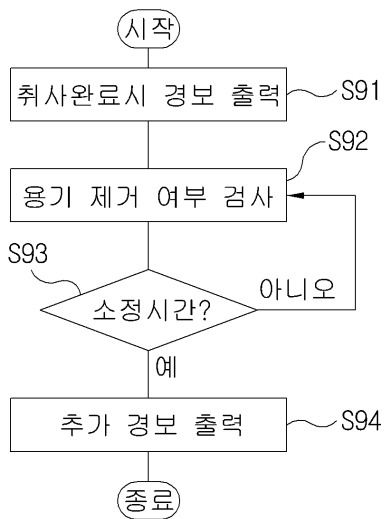 시작
취사완료시 경보 출력
S91
S92
용기 제거 여부 검사
S93
소정시간?
아니오
예
추가 경보 출력
S94
종료